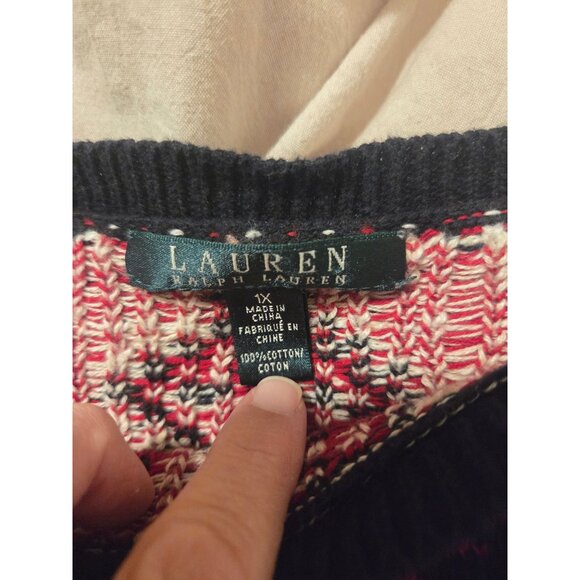 LAUREN
RALPH LAUREN
1X
MADE IN
CHINA
FABRIQUÉ EN
CHINE
100% COTTON/
COTON